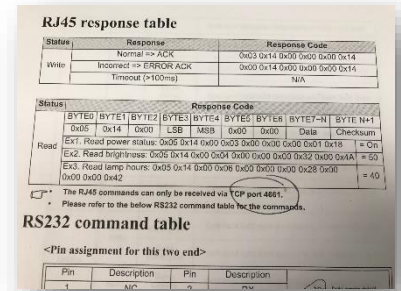 RJ45 response table
Status Response Response Code
Write Normal => ACK 0x03 0x14 0x00 0x00 0x00 0x14
Incorrect => ERROR ACK 0x00 0x14 0x00 0x00 0x00 0x14
Timeout (>100ms) N/A
Status Response Code
BYTE0 BYTE1 BYTE2 BYTE3 BYTE4 BYTE5 BYTE6 BYTE7~N BYTE N+1
0x05 0x14 0x00 LSB MSB 0x00 0x00 Data Checksum
Read Ex1. Read power status: 0x05 0x14 0x00 0x03 0x00 0x00 0x00 0x01 0x18 = On
Ex2. Read brightness: 0x05 0x14 0x00 0x04 0x00 0x00 0x00 0x32 0x00 0x4A = 50
Ex3. Read lamp hours: 0x05 0x14 0x00 0x06 0x00 0x00 0x00 0x28 0x00
0x00 0x00 0x42 = 40
• The RJ45 commands can only be received via TCP port 4661.
• Please refer to the below RS232 command table for the commands.
RS232 command table
<Pin assignment for this two end>
Pin Description Pin Description
1 NC 2 RX